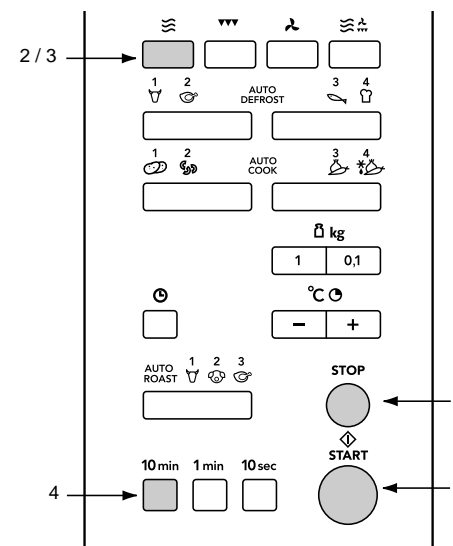 2 / 3
1 2 AUTO DEFROST 3 4
1 2 AUTO COOK 3 4
kg
1 0,1
°C
− +
AUTO ROAST 1 2 3
STOP
START
10 min 1 min 10 sec
4